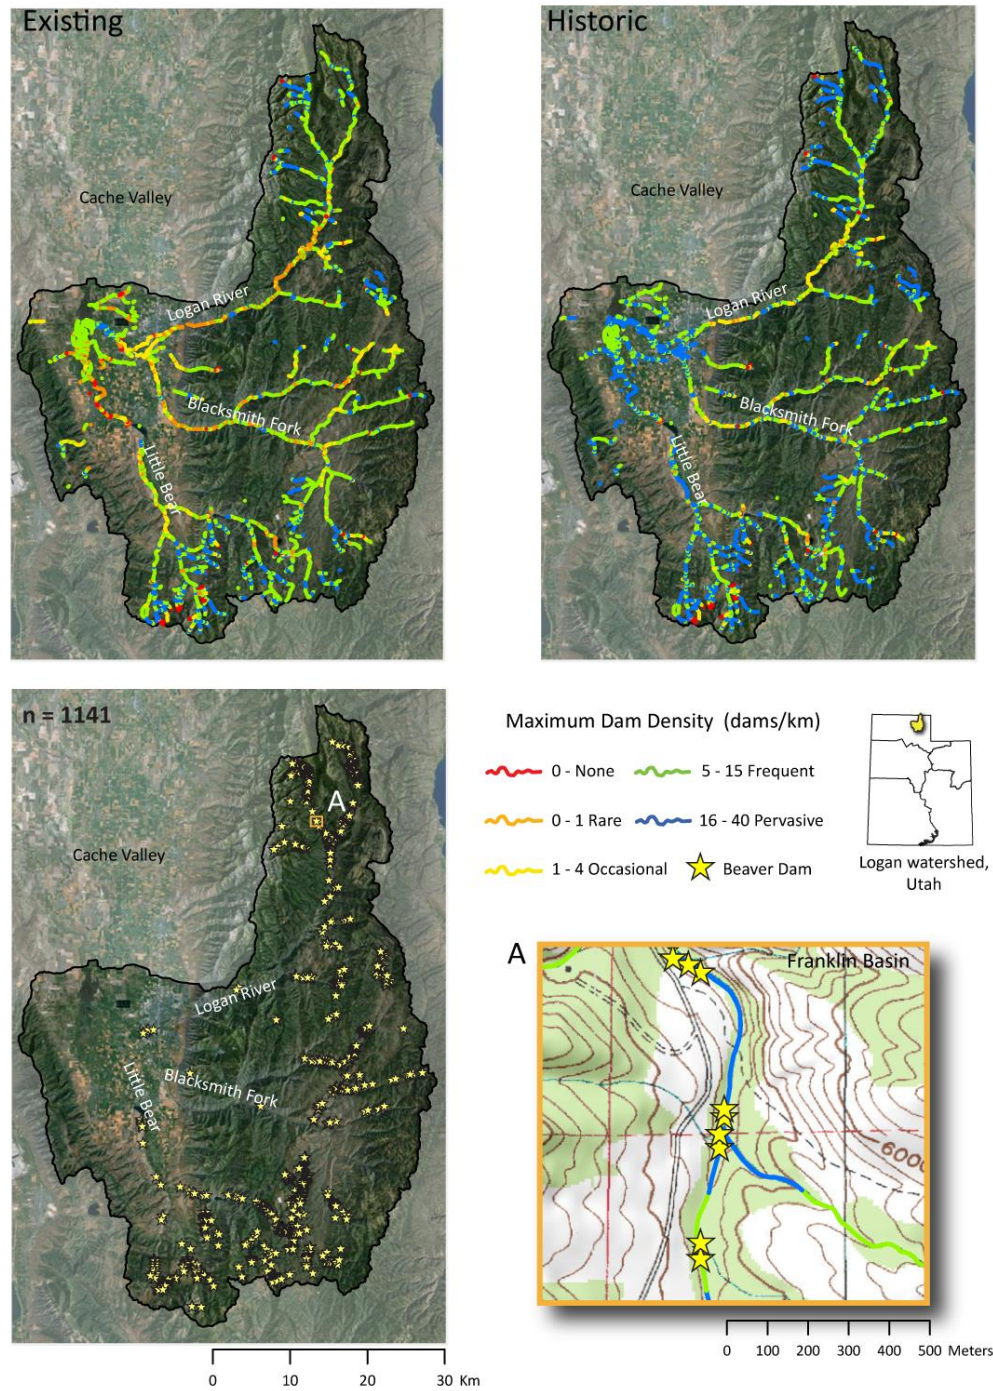 Existing
Cache Valley
Logan River
Blacksmith Fork
Little Bear
Historic
Cache Valley
Logan River
Blacksmith Fork
Little Bear
n = 1141
A
Cache Valley
Logan River
Blacksmith Fork
Little Bear
0 10 20 30 Km
Maximum Dam Density (dams/km)
0 - None
5 - 15 Frequent
0 - 1 Rare
16 - 40 Pervasive
1 - 4 Occasional
Beaver Dam
Logan watershed,
Utah
A
Franklin Basin
6000
0 100 200 300 400 500 Meters